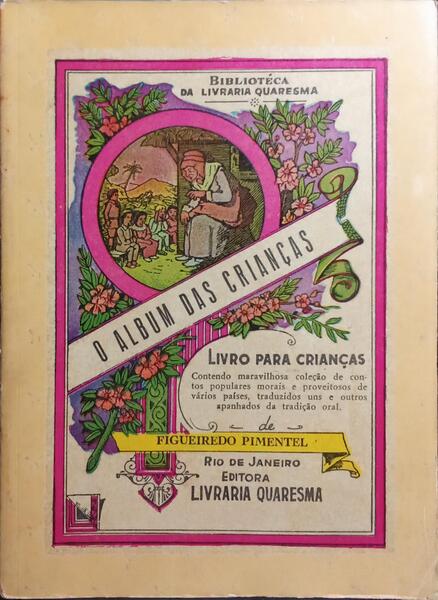 BIBLIOTÉCA
DA LIVRARIA QUARESMA
O ALBUM DAS CRIANÇAS
LIVRO PARA CRIANÇAS
Contendo maravilhosa coleção de con-
tos populares morais e proveitosos de
vários países, traduzidos uns e outros
apanhados da tradição oral.
de
FIGUEIREDO PIMENTEL
RIO DE JANEIRO
EDITORA
LIVRARIA QUARESMA